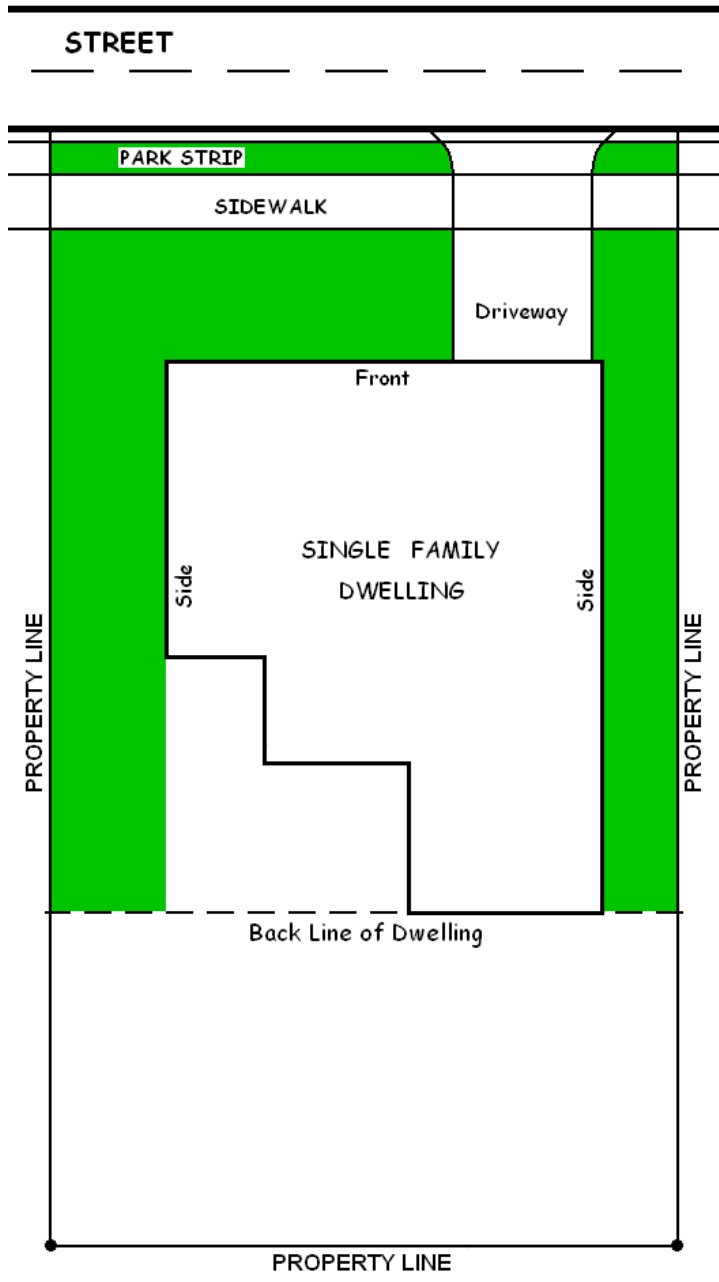 STREET
PARK STRIP
SIDEWALK
Driveway
Front
SINGLE FAMILY
DWELLING
Side
Side
PROPERTY LINE
PROPERTY LINE
Back Line of Dwelling
PROPERTY LINE